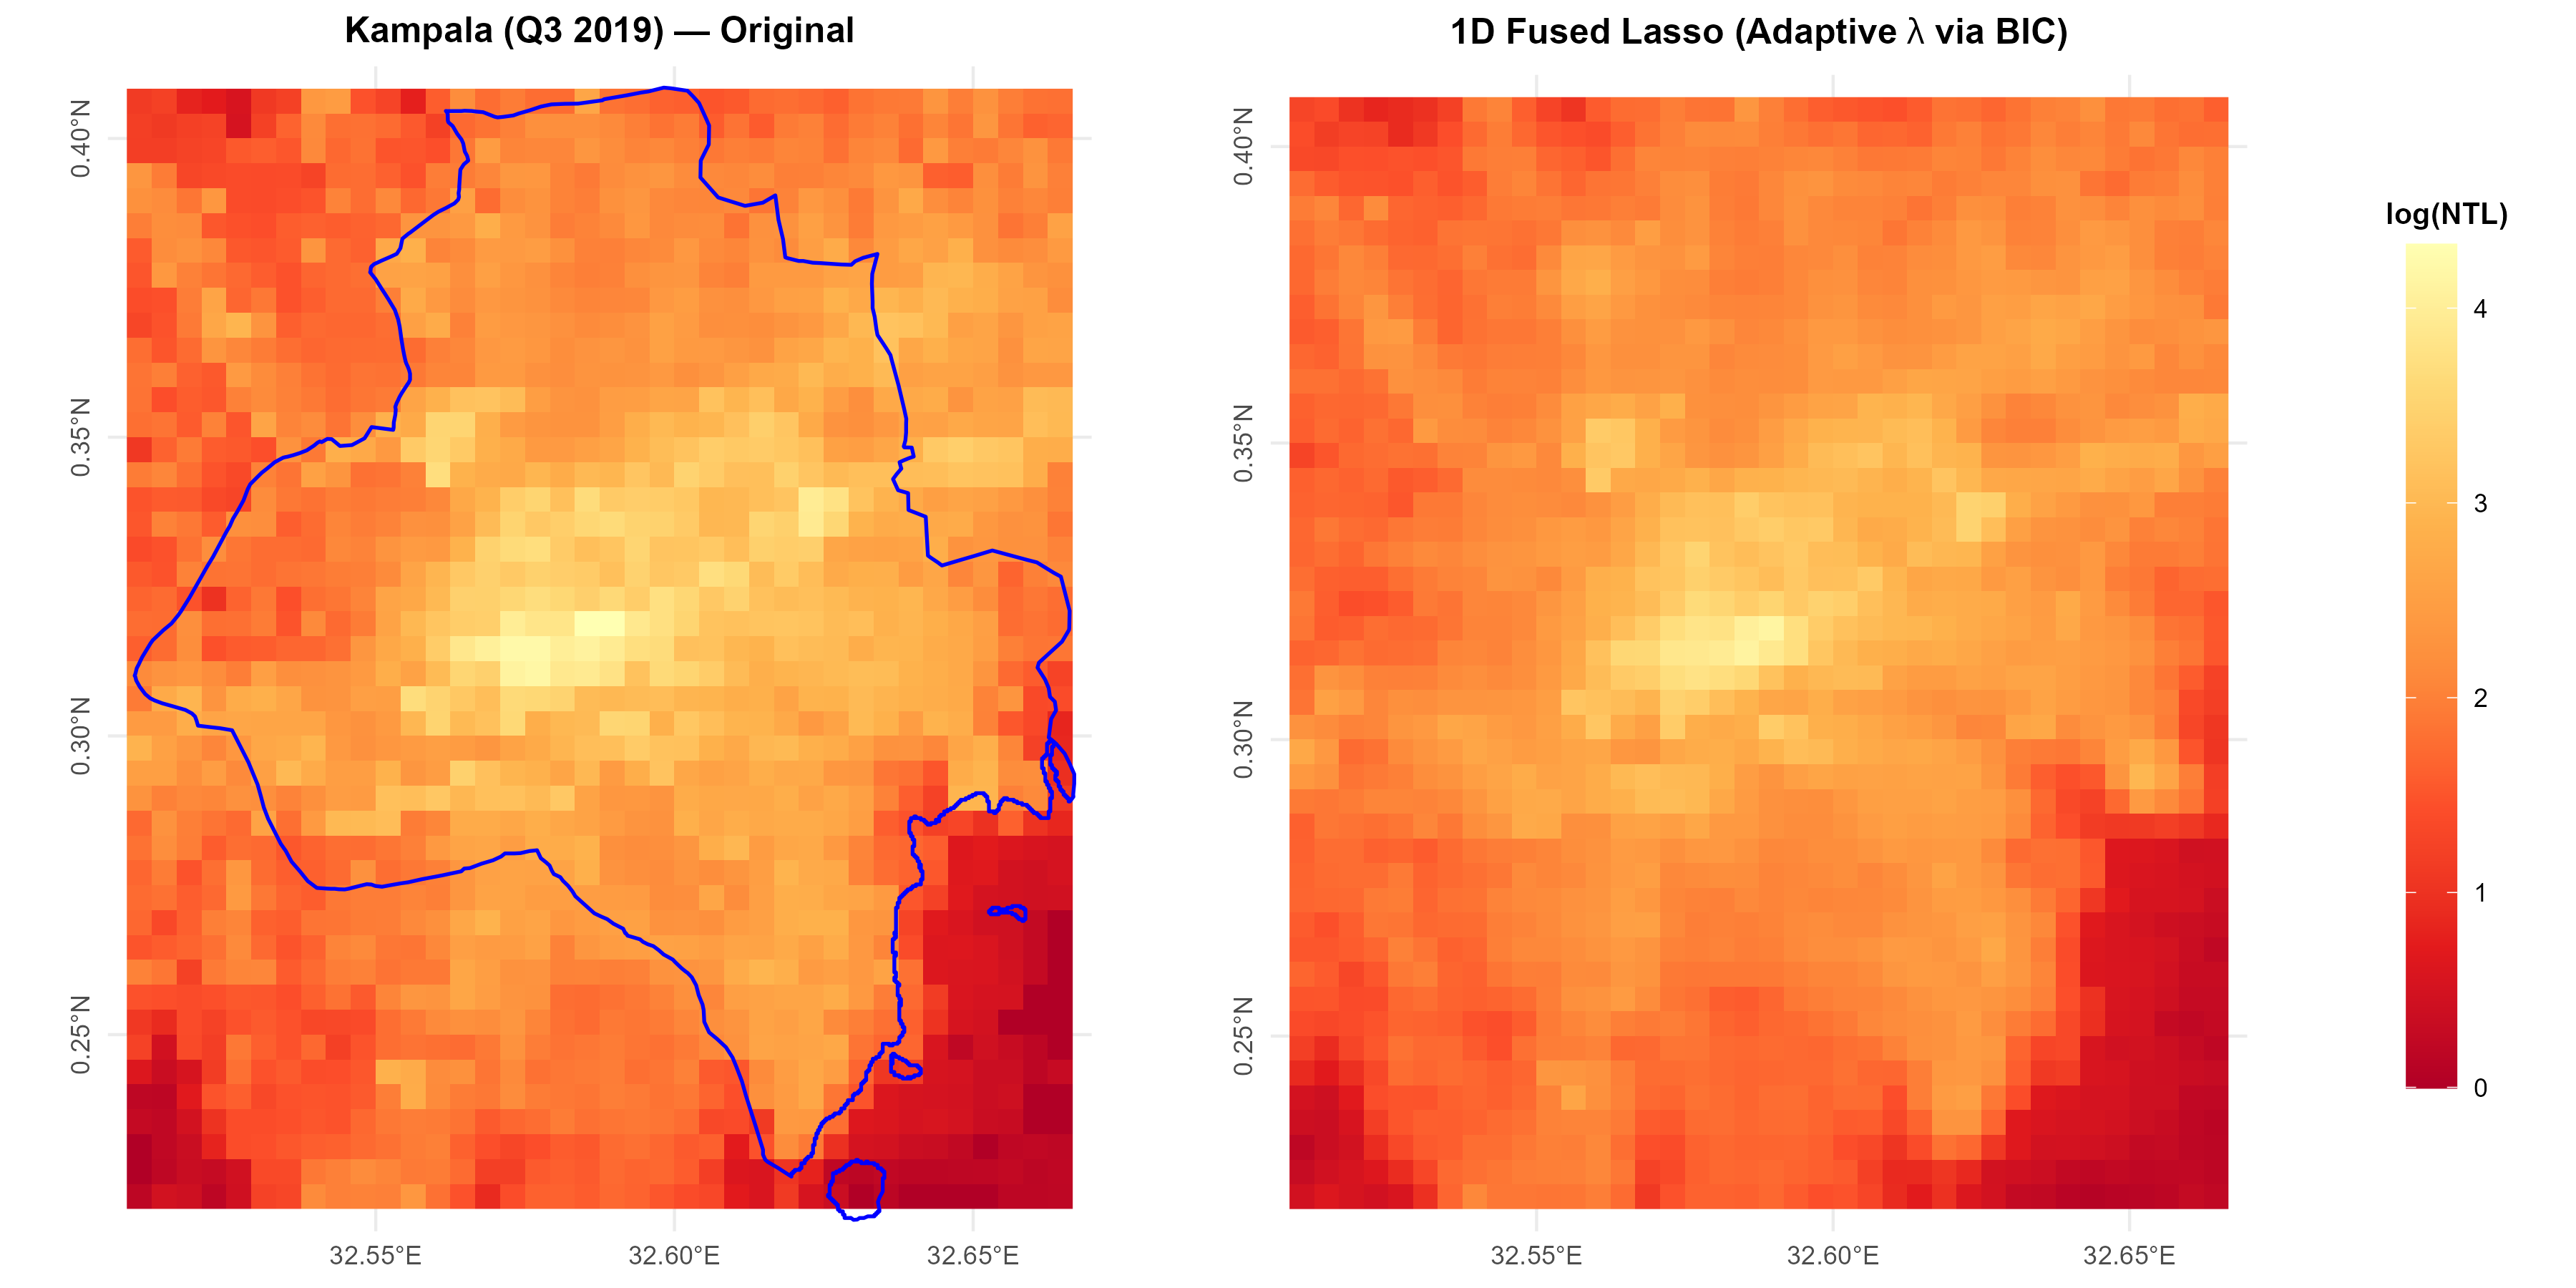 Kampala (Q3 2019) — Original
0.40°N
0.35°N
0.30°N
0.25°N
32.55°E
32.60°E
32.65°E
1D Fused Lasso (Adaptive λ via BIC)
0.40°N
0.35°N
0.30°N
0.25°N
32.55°E
32.60°E
32.65°E
log(NTL)
4
3
2
1
0